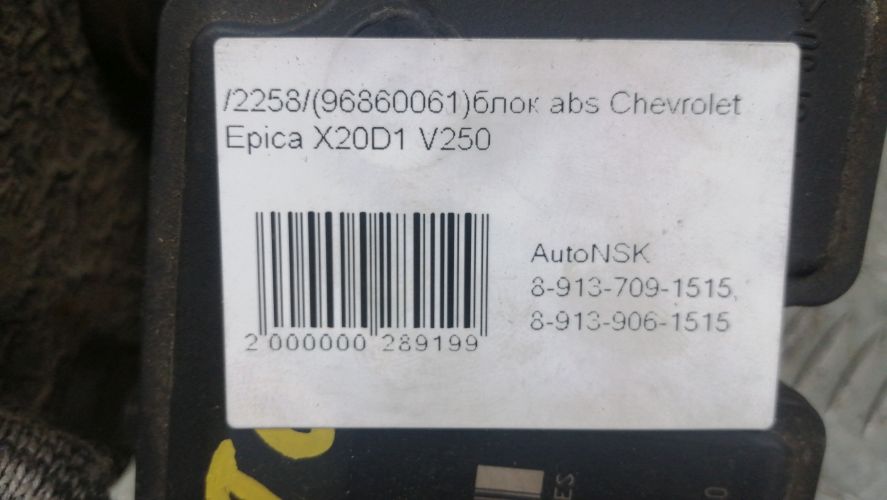 /2258/(96860061)блок abs Chevrolet
Epica X20D1 V250
AutoNSK
8-913-709-1515,
8-913-906-1515
2 000000 289199
ES